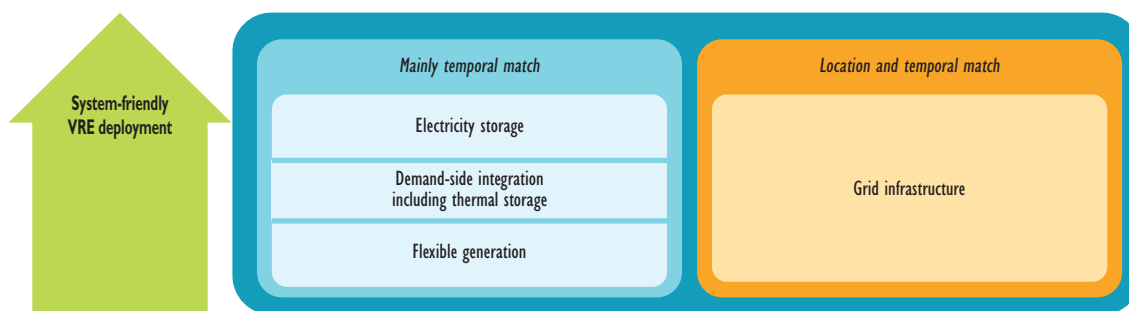 System-friendly
VRE deployment
Mainly temporal match
Electricity storage
Demand-side integration
including thermal storage
Flexible generation
Location and temporal match
Grid infrastructure